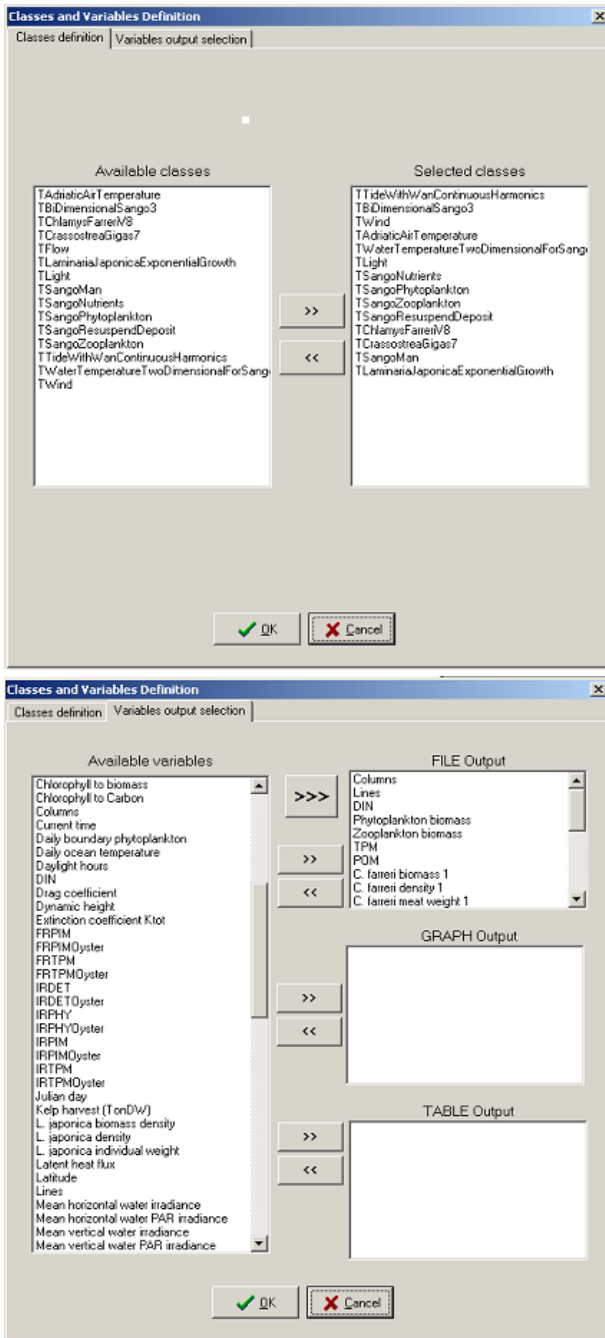 Classes and Variables Definition
Classes definition
Variables output selection
Available classes
TAdriaticAirTemperature
TBiDimensionalSango3
TChlamysFarreriV8
TCrassostreaGigas7
TFlow
TLaminariaJaponicaExponentialGrowth
TLight
TSangoMan
TSangoNutrients
TSangoPhytoplankton
TSangoResuspendDeposit
TSangoZooplankton
TTideWithWanContinuousHarmonics
TWaterTemperatureTwoDimensionalForSang
TWind
>>
<<
Selected classes
TTideWithWanContinuousHarmonics
TBiDimensionalSango3
TWind
TAdriaticAirTemperature
TWaterTemperatureTwoDimensionalForSang
TLight
TSangoNutrients
TSangoPhytoplankton
TSangoZooplankton
TSangoResuspendDeposit
TChlamysFarreriV8
TCrassostreaGigas7
TSangoMan
TLaminariaJaponicaExponentialGrowth
OK
Cancel
Classes and Variables Definition
Classes definition
Variables output selection
Available variables
Chlorophyll to biomass
Chlorophyll to Carbon
Columns
Current time
Daily boundary phytoplankton
Daily ocean temperature
Daylight hours
DIN
Drag coefficient
Dynamic height
Extinction coefficient Ktot
FRPIM
FRPIMOyster
FRTPM
FRTPMOyster
IRDET
IRDETOyster
IRPHY
IRPHYOyster
IRPIM
IRPIMOyster
IRTPM
IRTPMOyster
Julian day
Kelp harvest (TonDW)
L. japonica biomass density
L. japonica density
L. japonica individual weight
Latent heat flux
Latitude
Lines
Mean horizontal water irradiance
Mean horizontal water PAR irradiance
Mean vertical water irradiance
Mean vertical water PAR irradiance
>>>
>>
<<
FILE Output
Columns
Lines
DIN
Phytoplankton biomass
Zooplankton biomass
TPM
POM
C. farreri biomass 1
C. farreri density 1
C. farreri meat weight 1
GRAPH Output
>>
<<
TABLE Output
>>
<<
OK
Cancel